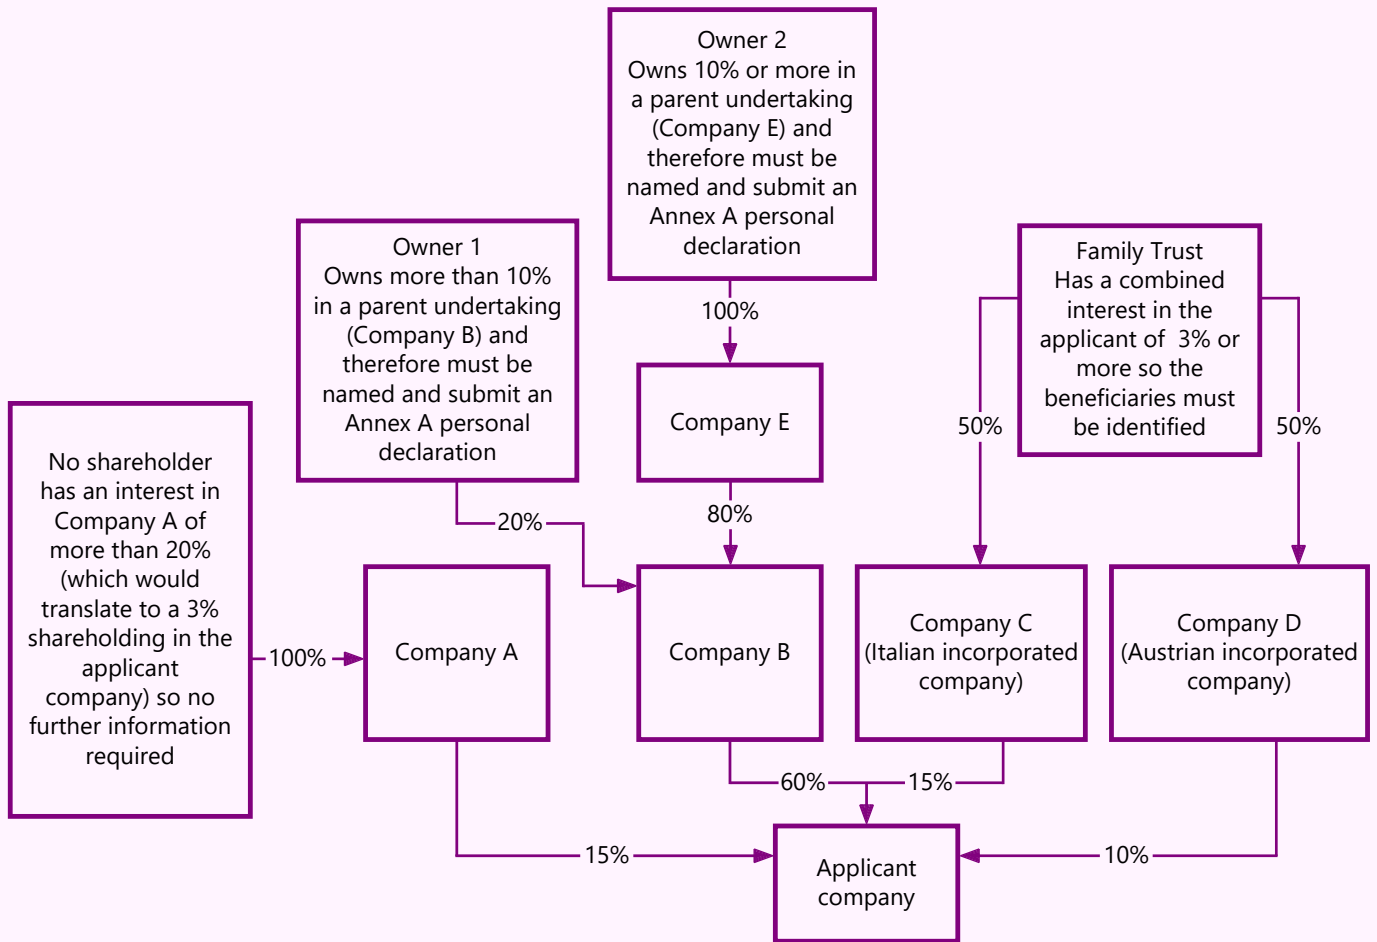 Owner 2
Owns 10% or more in
a parent undertaking
(Company E) and
therefore must be
named and submit an
Annex A personal
declaration
Owner 1
Owns more than 10%
in a parent undertaking
(Company B) and
therefore must be
named and submit an
Annex A personal
declaration
Family Trust
Has a combined
interest in the
applicant of 3% or
more so the
beneficiaries must
be identified
100%
Company E
50%
50%
No shareholder
has an interest in
Company A of
more than 20%
(which would
translate to a 3%
shareholding in the
applicant
company) so no
further information
required
20%
80%
100%
Company A
Company B
Company C
(Italian incorporated
company)
Company D
(Austrian incorporated
company)
60%
15%
15%
10%
Applicant
company